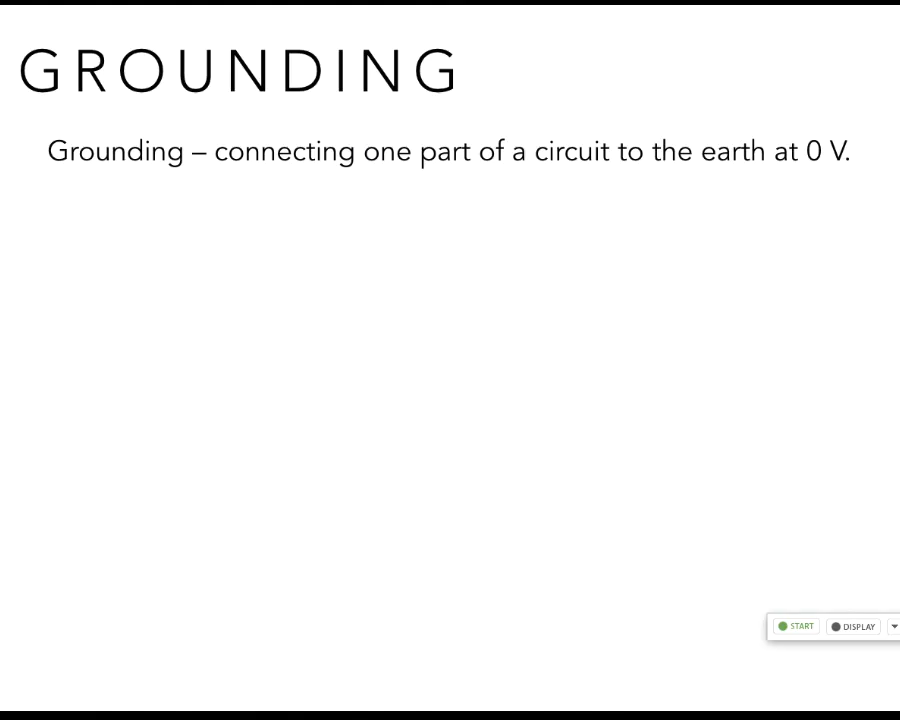 GROUNDING
Grounding – connecting one part of a circuit to the earth at 0 V.
START DISPLAY